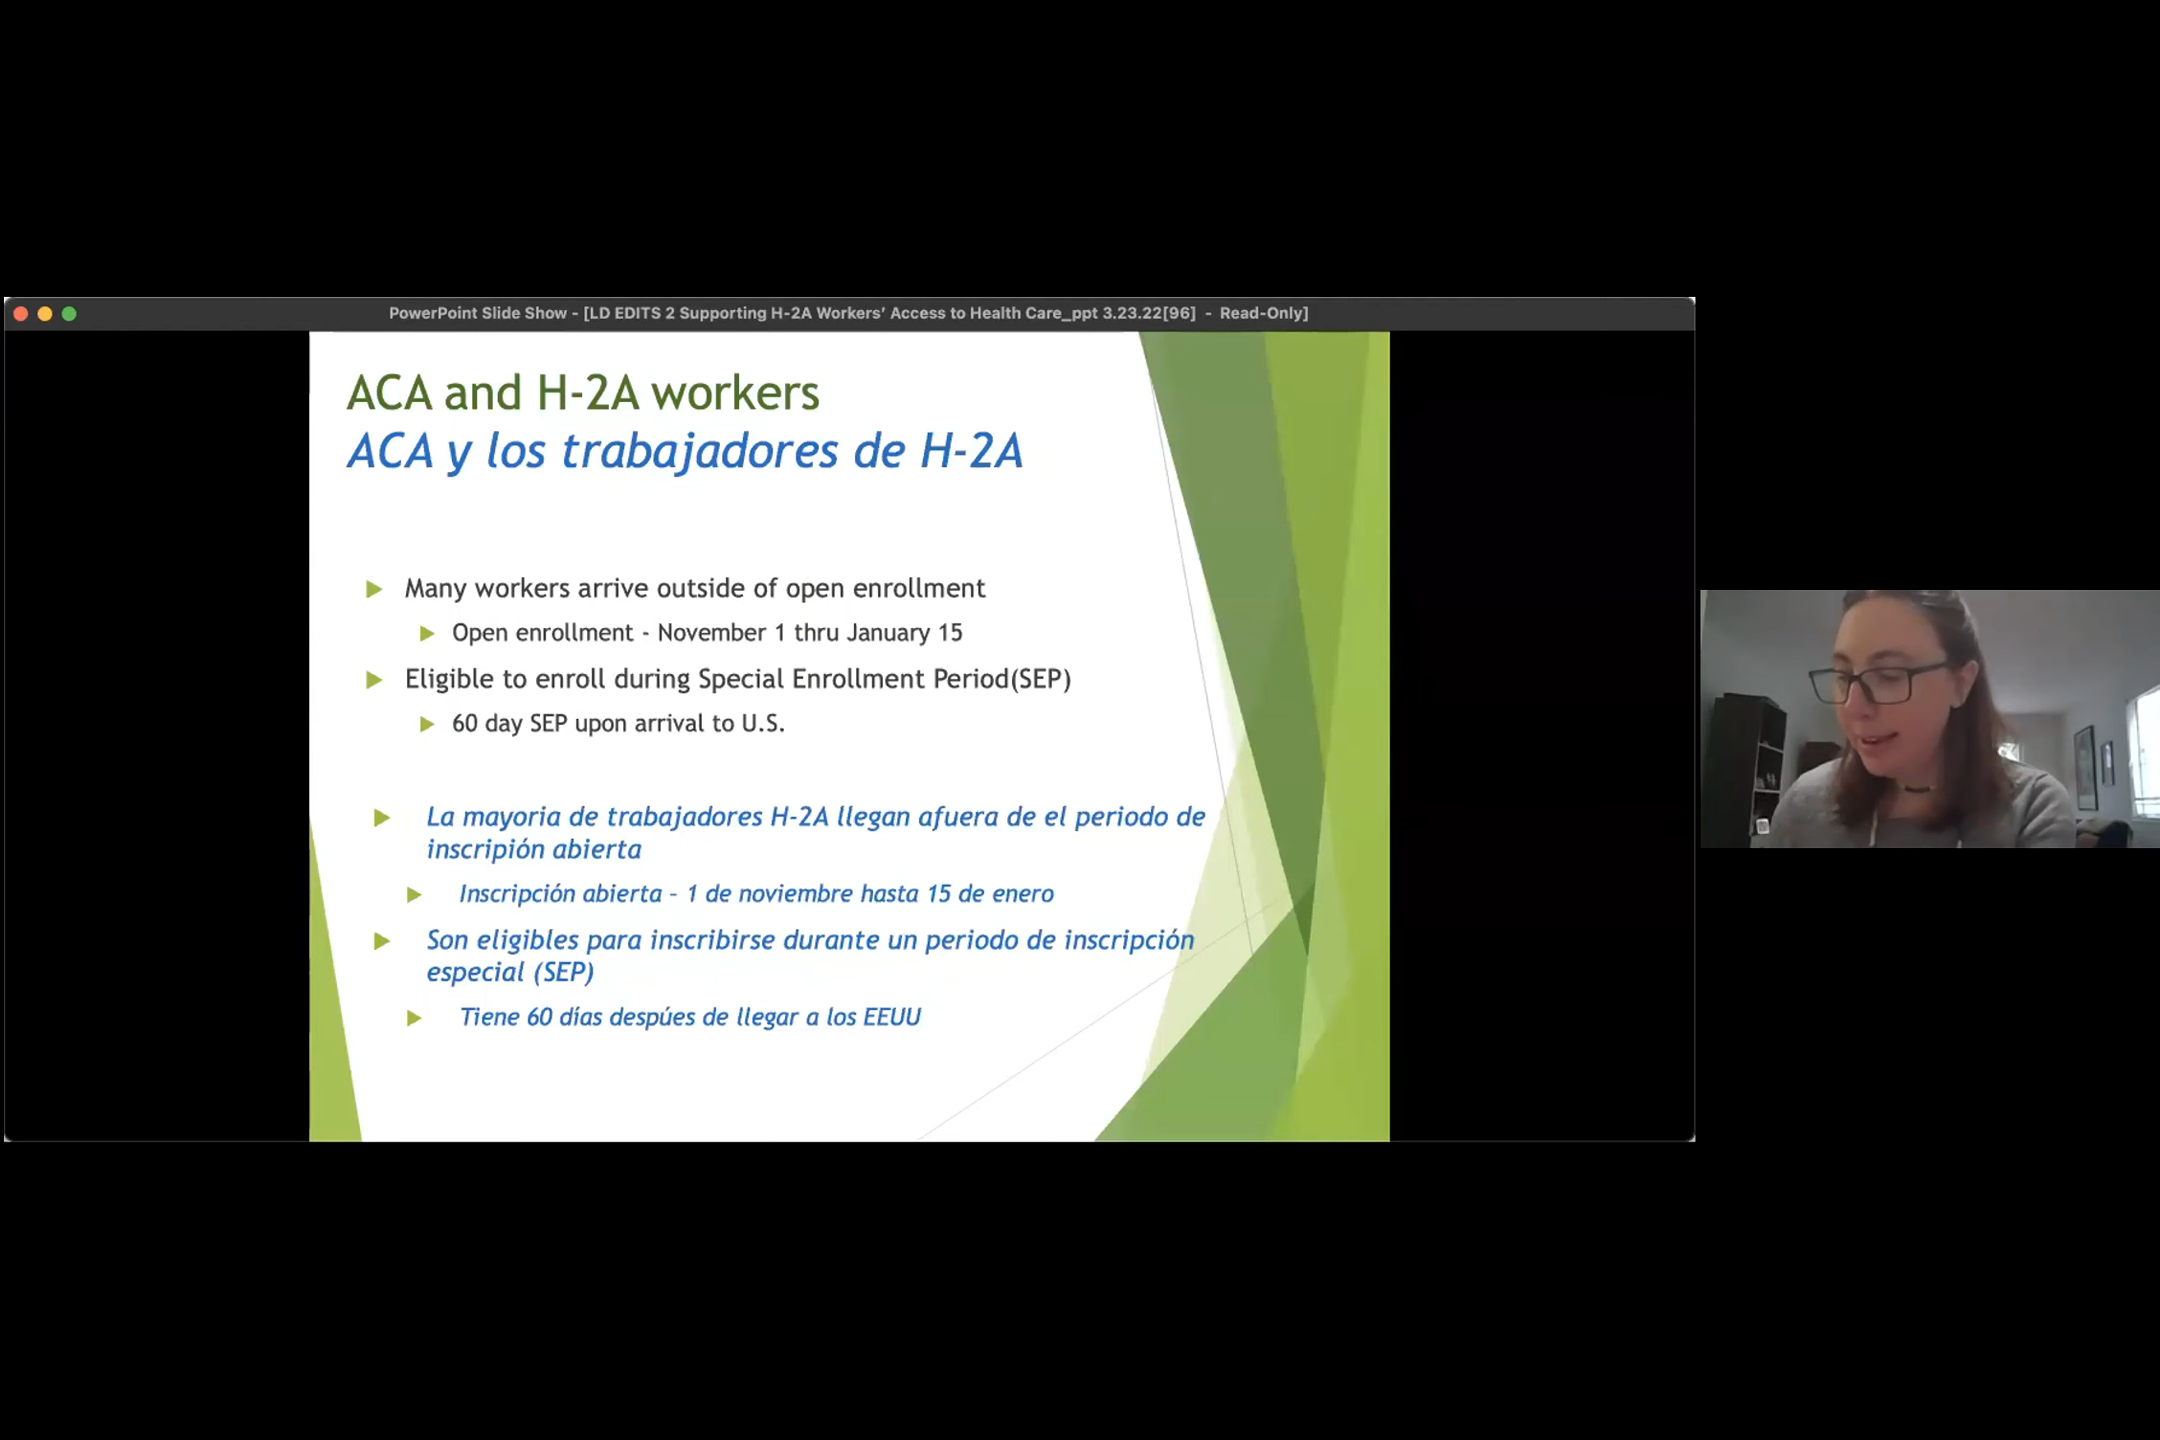 PowerPoint Slide Show - [LD EDITS 2 Supporting H-2A Workers’ Access to Health Care_ppt 3.23.22[96] - Read-Only]
ACA and H-2A workers
ACA y los trabajadores de H-2A
Many workers arrive outside of open enrollment
Open enrollment - November 1 thru January 15
Eligible to enroll during Special Enrollment Period(SEP)
60 day SEP upon arrival to U.S.
La mayoria de trabajadores H-2A llegan afuera de el periodo de
inscripión abierta
Inscripción abierta – 1 de noviembre hasta 15 de enero
Son eligibles para inscribirse durante un periodo de inscripción
especial (SEP)
Tiene 60 días despúes de llegar a los EEUU